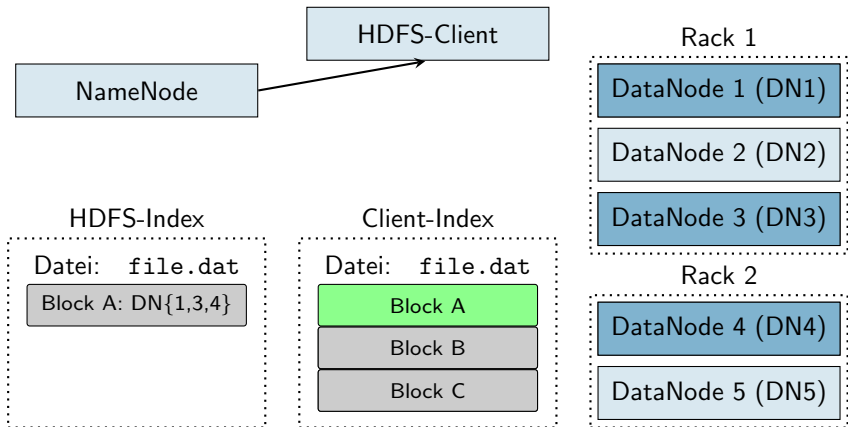 HDFS-Client
NameNode
Rack 1
DataNode 1 (DN1)
DataNode 2 (DN2)
DataNode 3 (DN3)
HDFS-Index
Datei: file.dat
Block A: DN{1,3,4}
Client-Index
Datei: file.dat
Block A
Block B
Block C
Rack 2
DataNode 4 (DN4)
DataNode 5 (DN5)